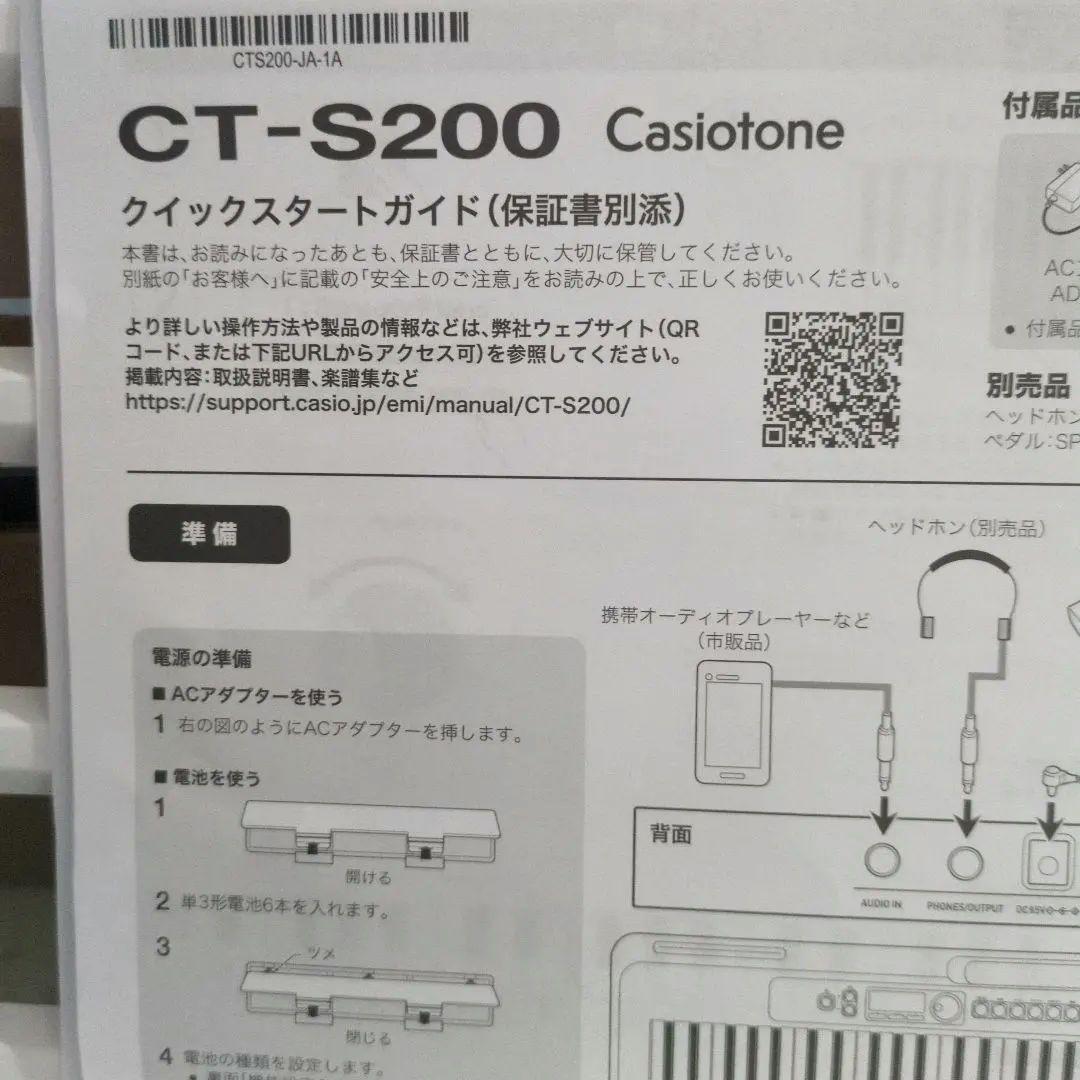 CTS200-JA-1A
CT-S200 Casiotone
クイックスタートガイド（保証書別添）
本書は、お読みになったあとも、保証書とともに、大切に保管してください。
別紙の「お客様へ」に記載の「安全上のご注意」をお読みの上で、正しくお使いください。
より詳しい操作方法や製品の情報などは、弊社ウェブサイト（QR
コード、または下記URLからアクセス可）を参照してください。
掲載内容：取扱説明書、楽譜集など
https://support.casio.jp/emi/manual/CT-S200/
付属品
AC
AD
● 付属品
別売品
ヘッドホン
ペダル：SP
準備
電源の準備
■ ACアダプターを使う
1 右の図のようにACアダプターを挿します。
■ 電池を使う
1
開ける
2 単3形電池6本を入れます。
3
ツメ
閉じる
4 電池の種類を設定します。
ヘッドホン（別売品）
携帯オーディオプレーヤーなど
（市販品）
背面
AUDIO IN
PHONES/OUTPUT
DC9.5V